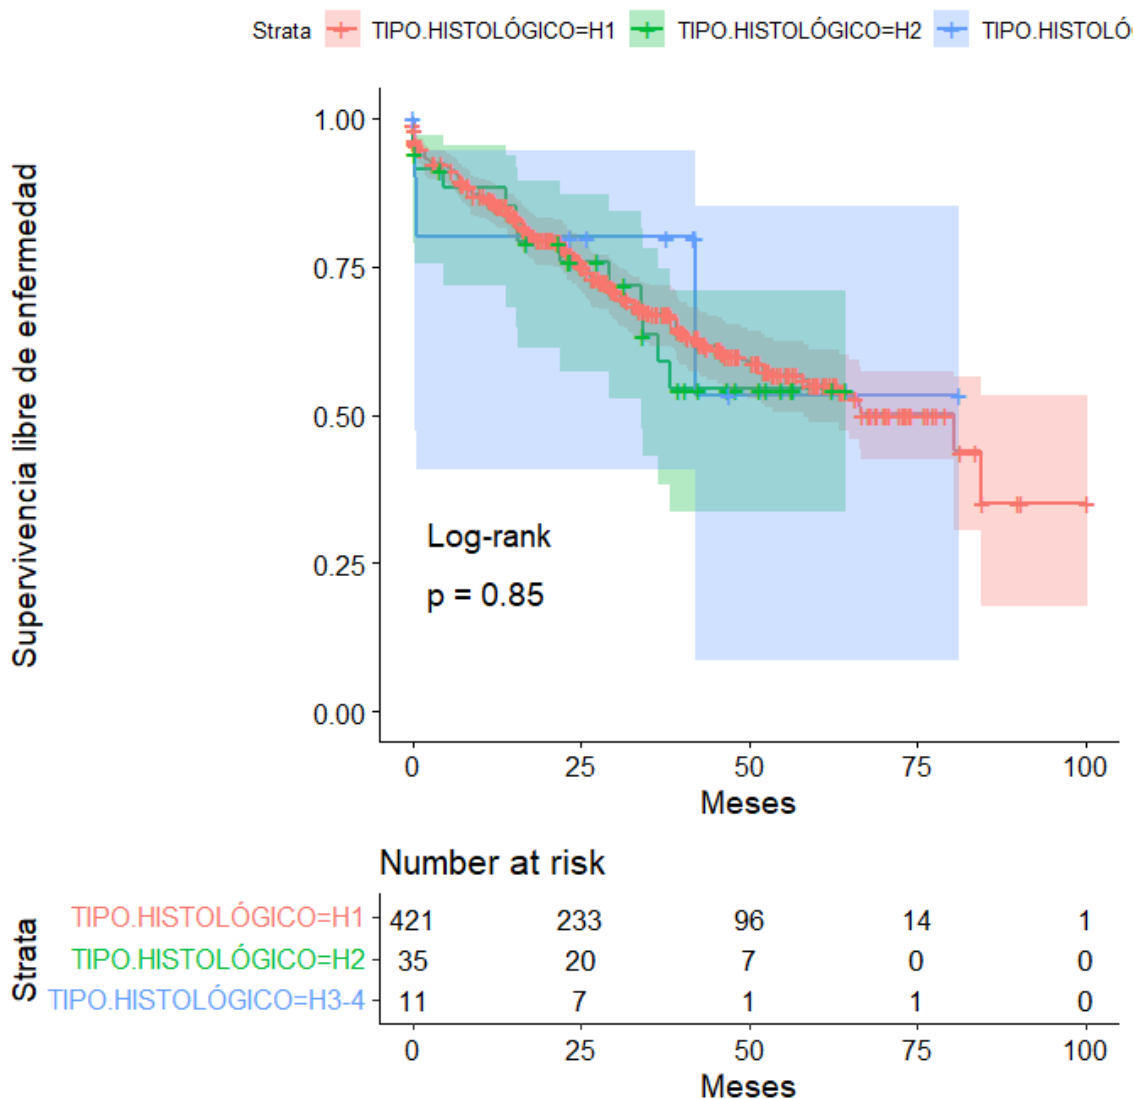 Strata TIPO.HISTOLÓGICO=H1 TIPO.HISTOLÓGICO=H2 TIPO.HISTOLÓ
Supervivencia libre de enfermedad
1.00
0.75
0.50
0.25
0.00
Log-rank
p = 0.85
0 25 50 75 100
Meses
Number at risk
Strata
TIPO.HISTOLÓGICO=H1 421 233 96 14 1
TIPO.HISTOLÓGICO=H2 35 20 7 0 0
TIPO.HISTOLÓGICO=H3-4 11 7 1 1 0
0 25 50 75 100
Meses